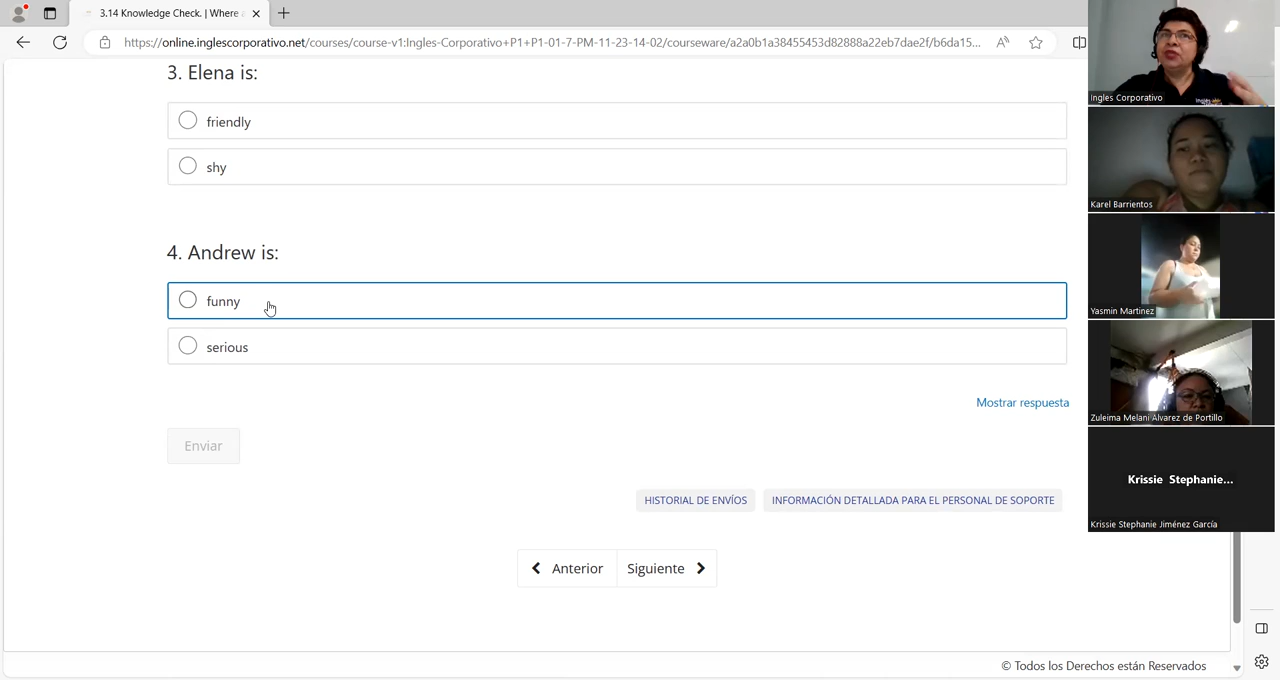 3.14 Knowledge Check. | Where a
https://online.inglescorporativo.net/courses/course-v1:Ingles-Corporativo+P1+P1-01-7-PM-11-23-14-02/courseware/a2a0b1a38455453d82888a22eb7dae2f/b6da15...
3. Elena is:
friendly
shy
4. Andrew is:
funny
serious
Mostrar respuesta
Enviar
HISTORIAL DE ENVÍOS
INFORMACIÓN DETALLADA PARA EL PERSONAL DE SOPORTE
Anterior
Siguiente
© Todos los Derechos están Reservados
Ingles Corporativo
Karel Barrientos
Yasmin Martinez
Zuleima Melani Alvarez de Portillo
Krissie Stephanie...
Krissie Stephanie Jiménez García